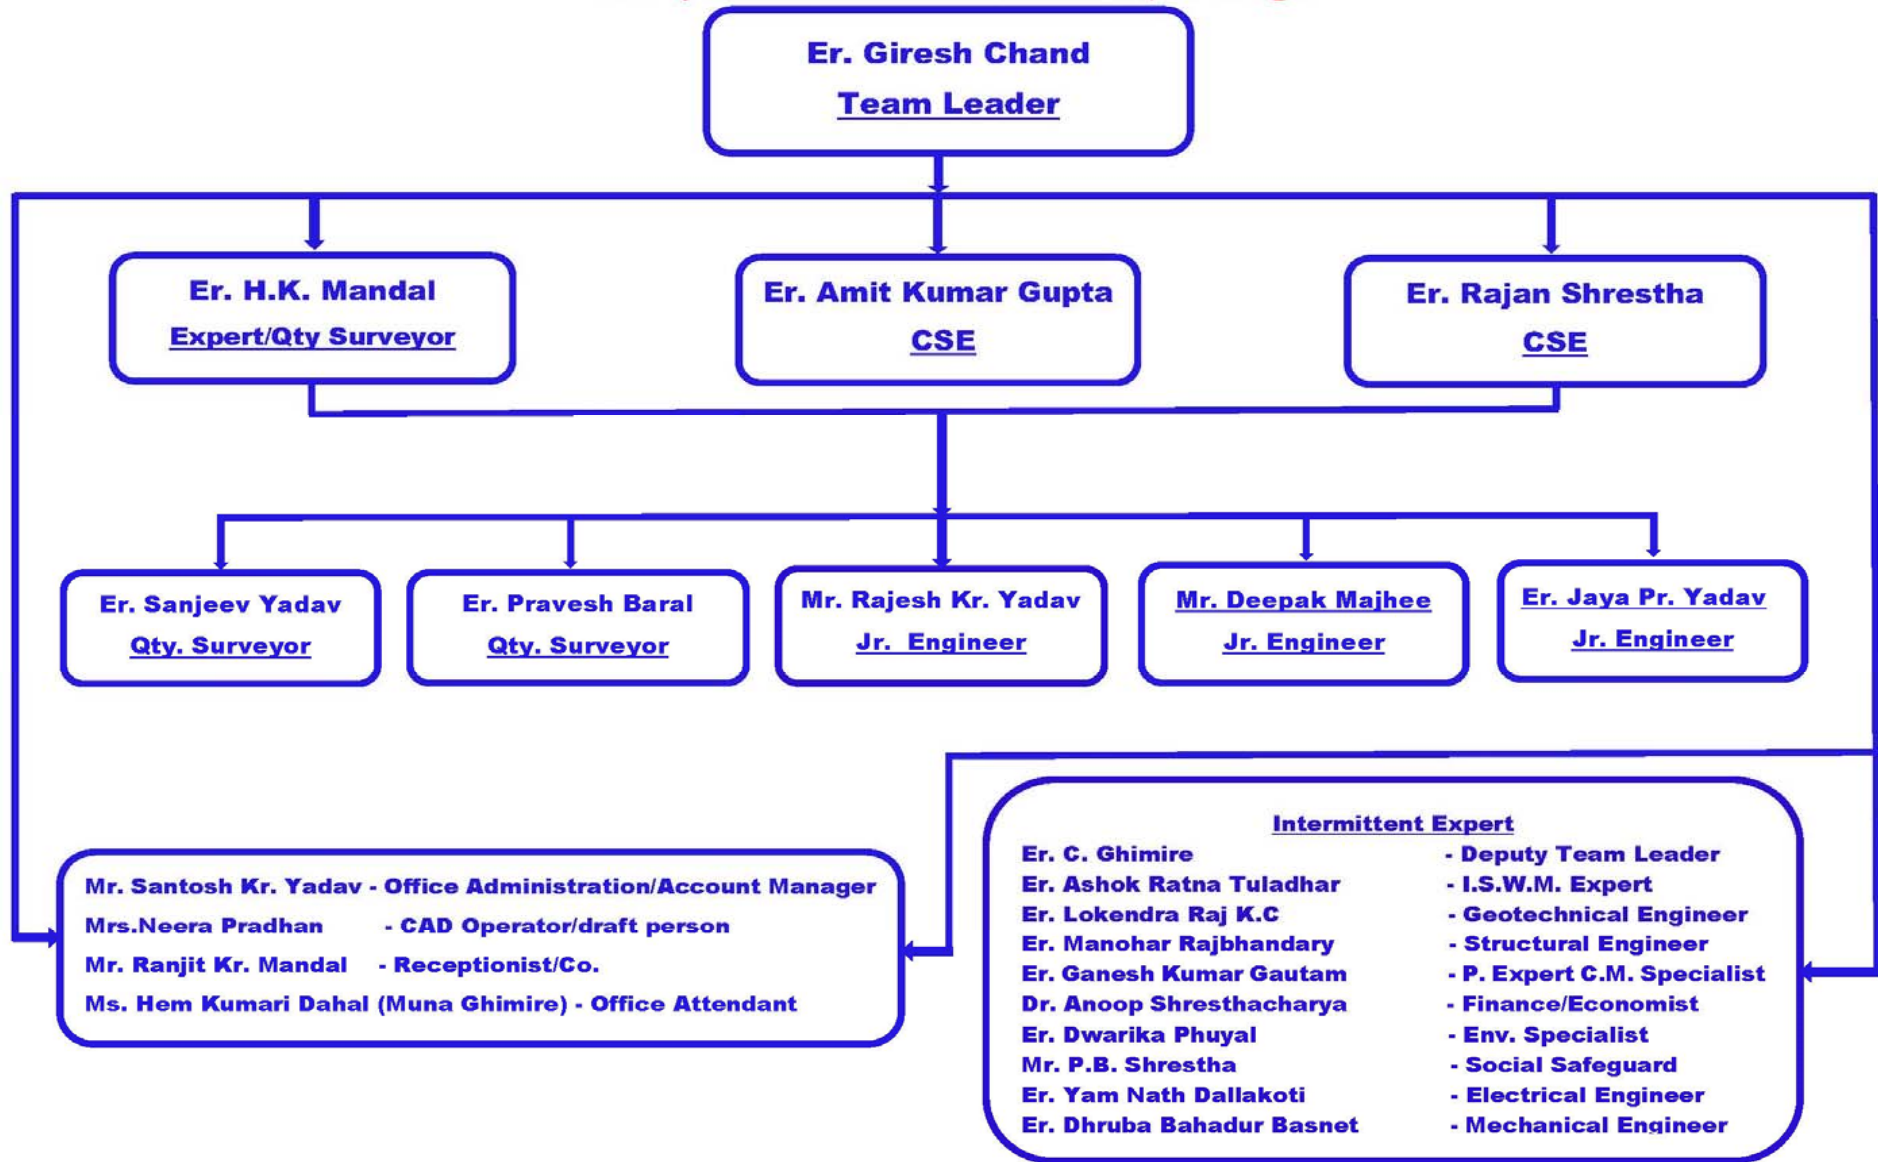 Er. Giresh Chand
Team Leader
Er. H.K. Mandal
Expert/Qty Surveyor
Er. Amit Kumar Gupta
CSE
Er. Rajan Shrestha
CSE
Er. Sanjeev Yadav
Qty. Surveyor
Er. Pravesh Baral
Qty. Surveyor
Mr. Rajesh Kr. Yadav
Jr. Engineer
Mr. Deepak Majhee
Jr. Engineer
Er. Jaya Pr. Yadav
Jr. Engineer
Mr. Santosh Kr. Yadav - Office Administration/Account Manager
Mrs.Neera Pradhan - CAD Operator/draft person
Mr. Ranjit Kr. Mandal - Receptionist/Co.
Ms. Hem Kumari Dahal (Muna Ghimire) - Office Attendant
Intermittent Expert
Er. C. Ghimire - Deputy Team Leader
Er. Ashok Ratna Tuladhar - I.S.W.M. Expert
Er. Lokendra Raj K.C - Geotechnical Engineer
Er. Manohar Rajbhandary - Structural Engineer
Er. Ganesh Kumar Gautam - P. Expert C.M. Specialist
Dr. Anoop Shresthacharya - Finance/Economist
Er. Dwarika Phuyal - Env. Specialist
Mr. P.B. Shrestha - Social Safeguard
Er. Yam Nath Dallakoti - Electrical Engineer
Er. Dhruba Bahadur Basnet - Mechanical Engineer